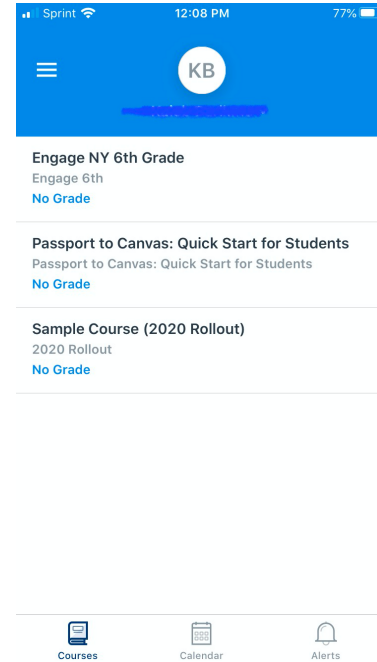 Sprint 12:08 PM 77%
KB
Engage NY 6th Grade
Engage 6th
No Grade
Passport to Canvas: Quick Start for Students
Passport to Canvas: Quick Start for Students
No Grade
Sample Course (2020 Rollout)
2020 Rollout
No Grade
Courses Calendar Alerts